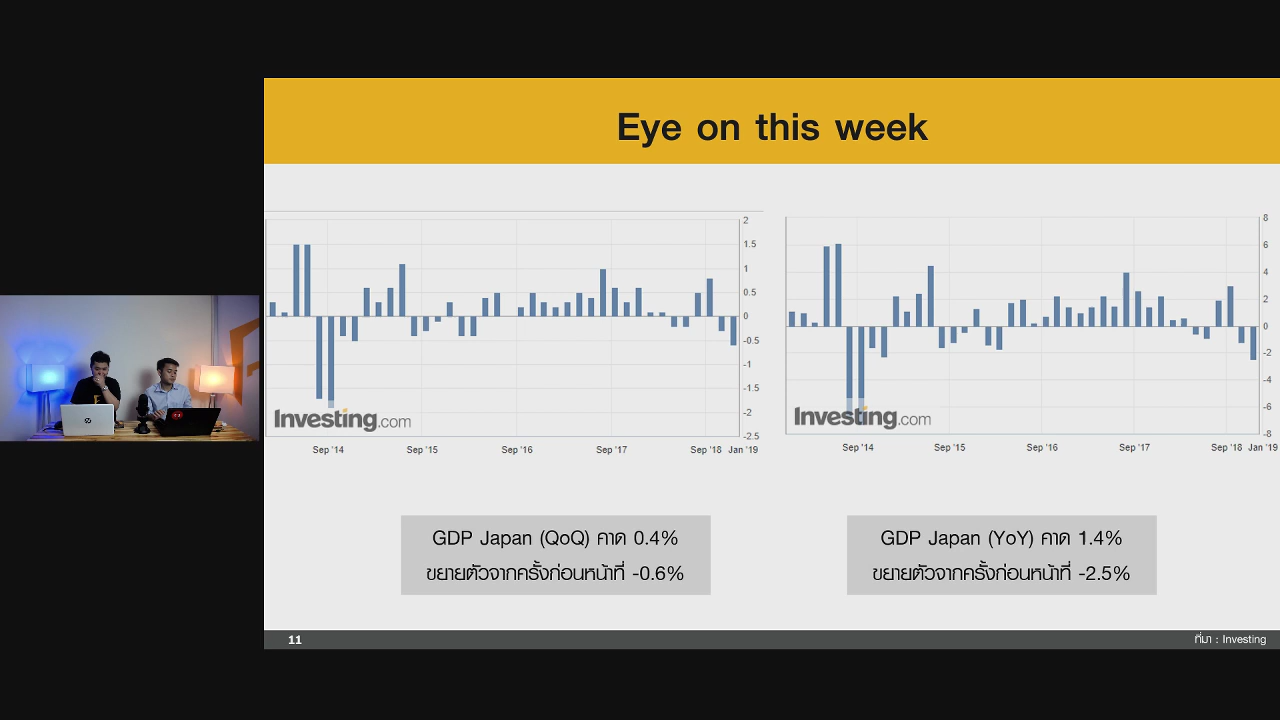 Eye on this week
2
1.5
1
0.5
0
-0.5
-1
-1.5
-2
-2.5
Investing.com
Sep '14 Sep '15 Sep '16 Sep '17 Sep '18 Jan '19
8
6
4
2
0
-2
-4
-6
-8
Investing.com
Sep '14 Sep '15 Sep '16 Sep '17 Sep '18 Jan '19
GDP Japan (QoQ) คาด 0.4%
ขยายตัวจากครั้งก่อนหน้าที่ -0.6%
GDP Japan (YoY) คาด 1.4%
ขยายตัวจากครั้งก่อนหน้าที่ -2.5%
11
ที่มา : Investing